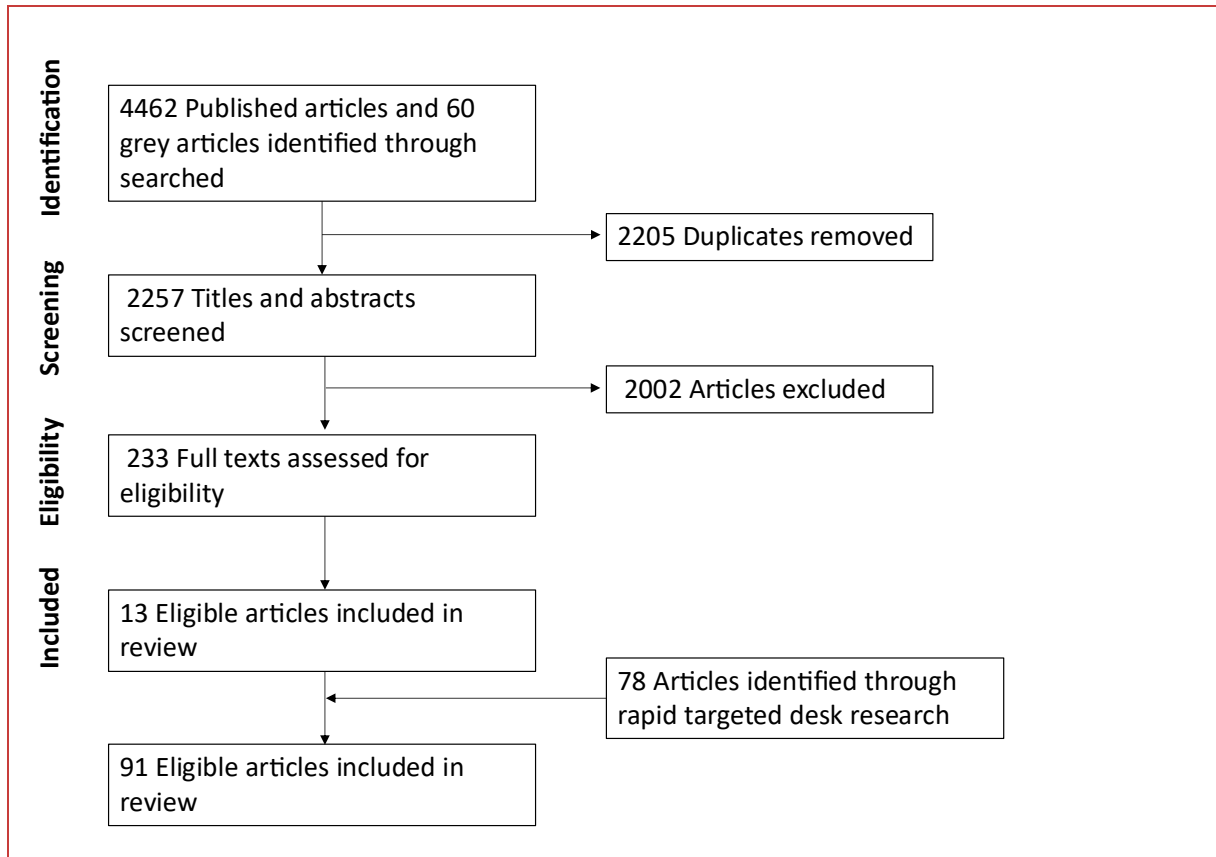 Identification
4462 Published articles and 60
grey articles identified through
searched
2205 Duplicates removed
Screening
2257 Titles and abstracts
screened
2002 Articles excluded
Eligibility
233 Full texts assessed for
eligibility
Included
13 Eligible articles included in
review
78 Articles identified through
rapid targeted desk research
91 Eligible articles included in
review